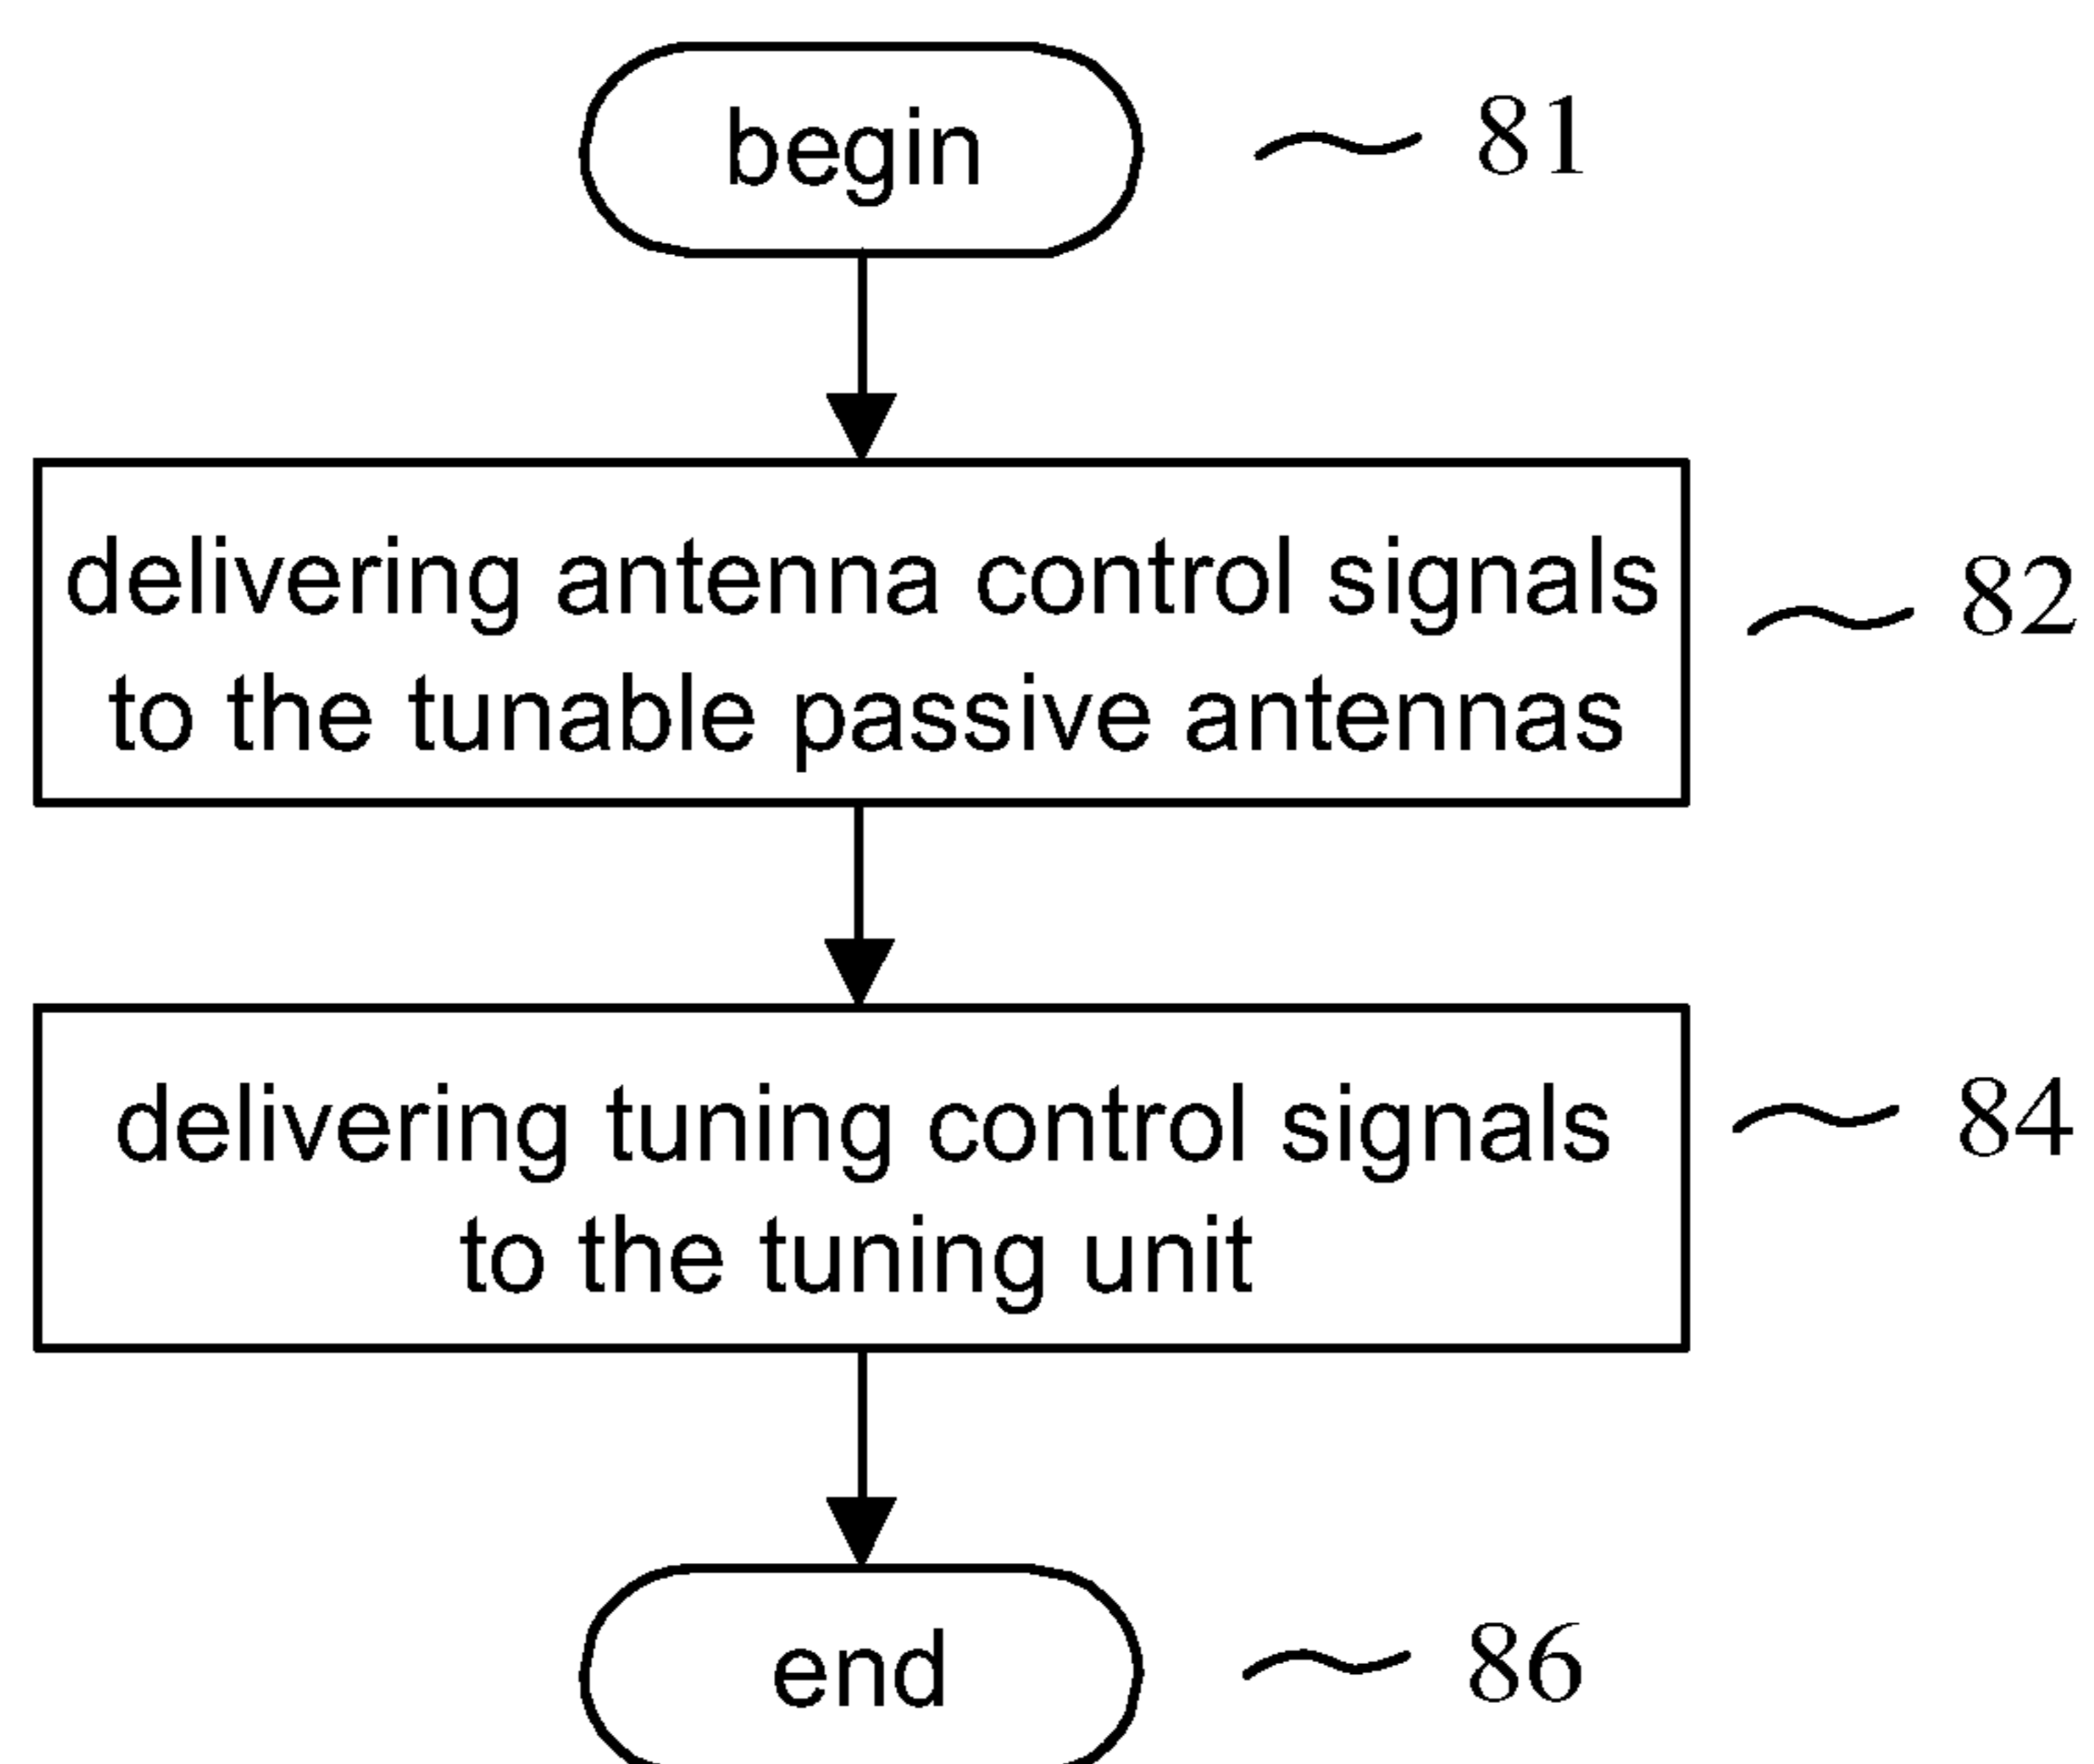 begin
81
delivering antenna control signals
to the tunable passive antennas
82
delivering tuning control signals
to the tuning unit
84
end
86